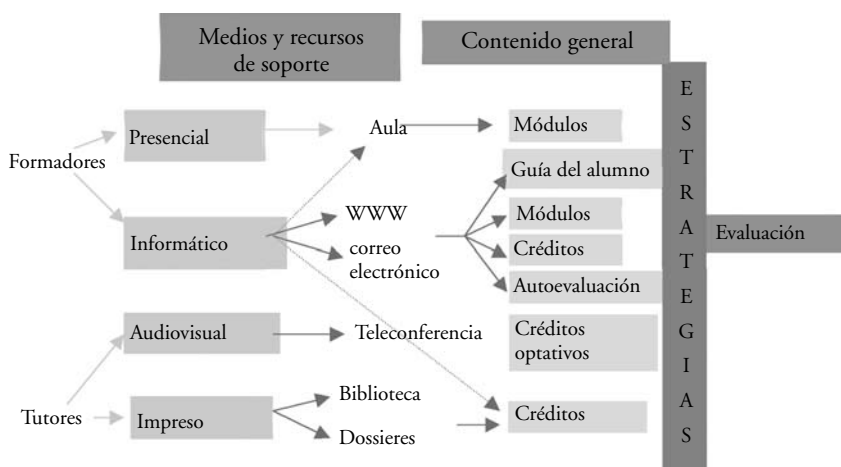 Medios y recursos
de soporte
Contenido general
E
S
T
R
A
T
E
G
I
A
S
Formadores
Presencial
Aula
Módulos
Guía del alumno
Informático
WWW
correo
electrónico
Módulos
Créditos
Autoevaluación
Evaluación
Audiovisual
Teleconferencia
Créditos
optativos
Tutores
Impreso
Biblioteca
Dossieres
Créditos